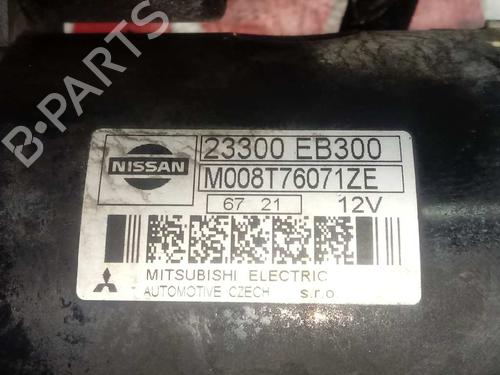 B-PARTS
NISSAN
23300 EB300
M008T76071ZE
67 21 12V
MITSUBISHI ELECTRIC
AUTOMOTIVE CZECH s.r.o